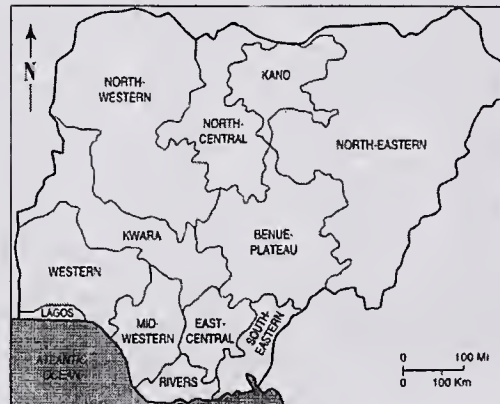 N
NORTH-
WESTERN
KANO
NORTH-
CENTRAL
NORTH-EASTERN
KWARA
BENUE-
PLATEAU
WESTERN
LAGOS
MID-
WESTERN
EAST-
CENTRAL
SOUTH-
EASTERN
RIVERS
ATLANTIC
OCEAN
0 100 Mi
0 100 Km